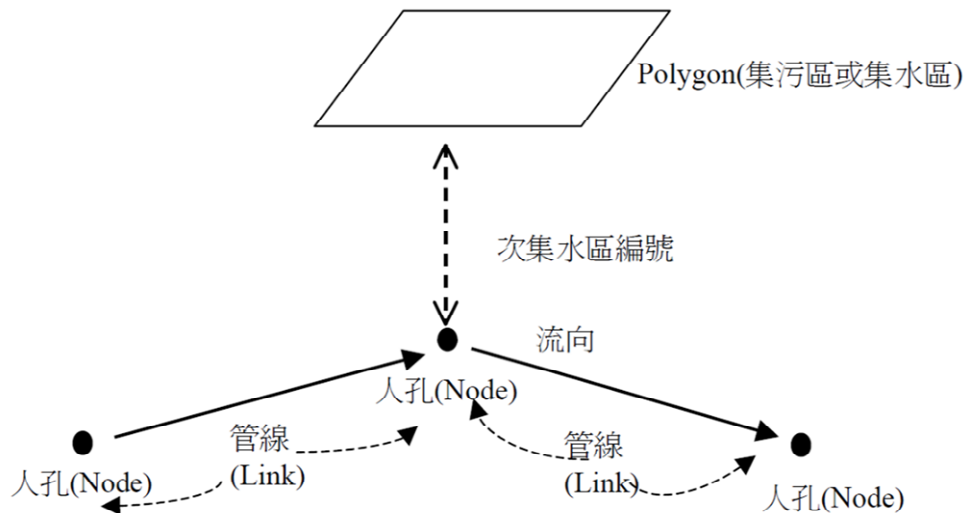 Polygon(集污區或集水區)
次集水區編號
流向
人孔(Node)
管線
(Link)
管線
(Link)
人孔(Node)
人孔(Node)